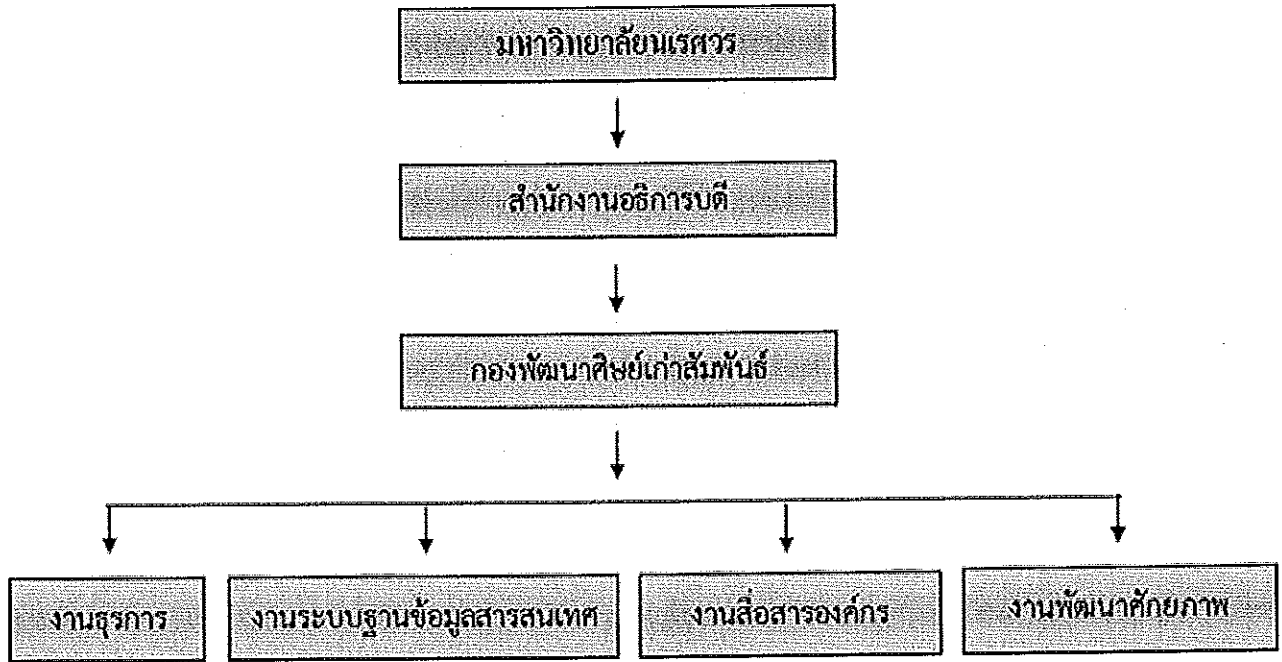 มหาวิทยาลัยนเรศวร
สำนักงานอธิการบดี
กองพัฒนาศิษย์เก่าสัมพันธ์
งานธุรการ
งานระบบฐานข้อมูลสารสนเทศ
งานสื่อสารองค์กร
งานพัฒนาศักยภาพ